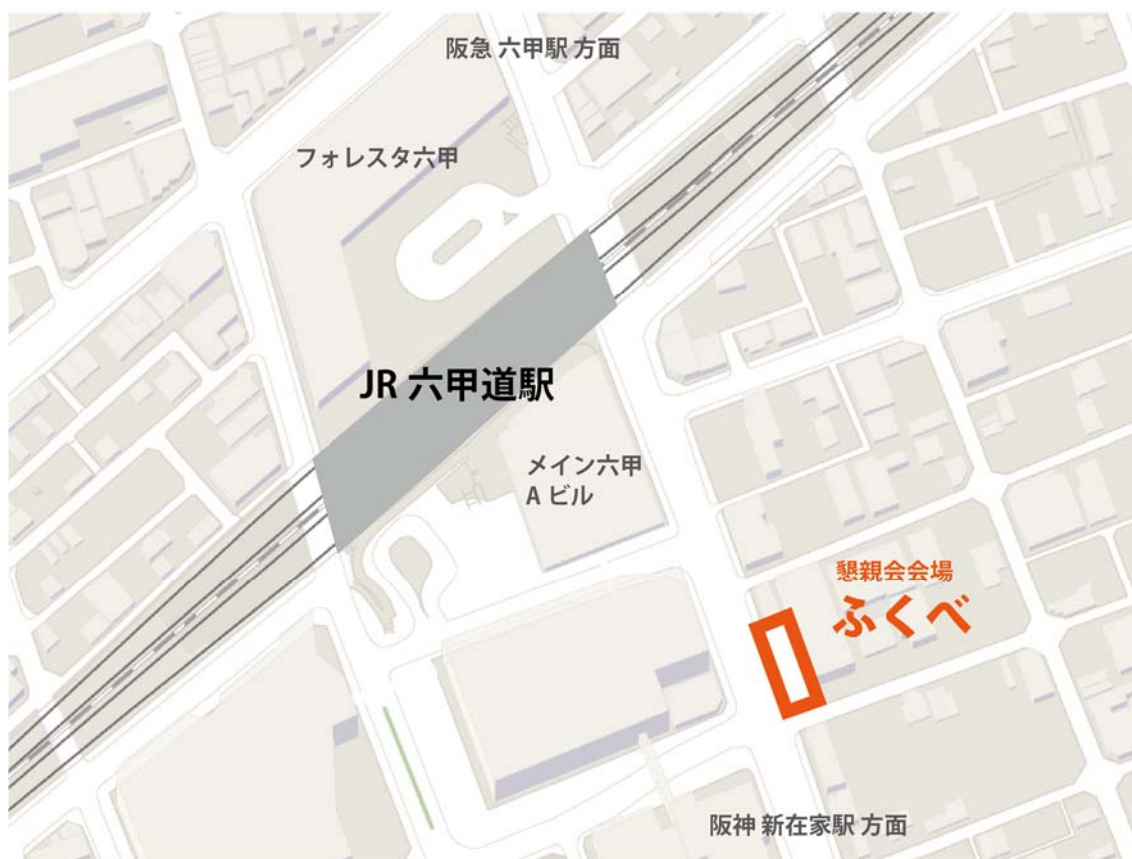 阪急 六甲駅 方面
フォレスタ六甲
JR 六甲道駅
メイン六甲
A ビル
懇親会会場
ふくべ
阪神 新在家駅 方面